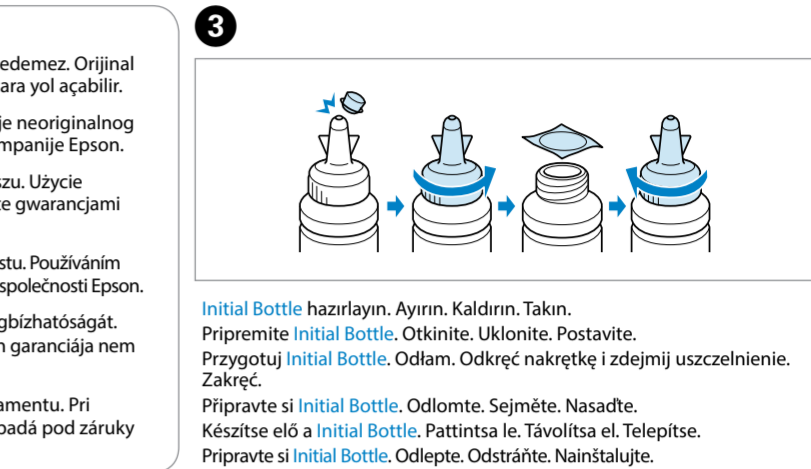 edemez. Orijinal
ara yol açabilir.
je neoriginalnog
mpanije Epson.
szu. Użycie
te gwarancjami
stu. Používáním
společnosti Epson.
gbízhatóságát.
n garanciája nem
amentu. Pri
padá pod záruky
3
Initial Bottle hazırlayın. Ayırın. Kaldırın. Takın.
Pripremite Initial Bottle. Otkinite. Uklonite. Postavite.
Przygotuj Initial Bottle. Odłam. Odkręć nakrętkę i zdejmij uszczelnienie.
Zakręć.
Připravte si Initial Bottle. Odlomte. Sejměte. Nasaďte.
Készítse elő a Initial Bottle. Pattintsa le. Távolítsa el. Telepítse.
Pripravte si Initial Bottle. Odlepte. Odstráňte. Nainštalujte.